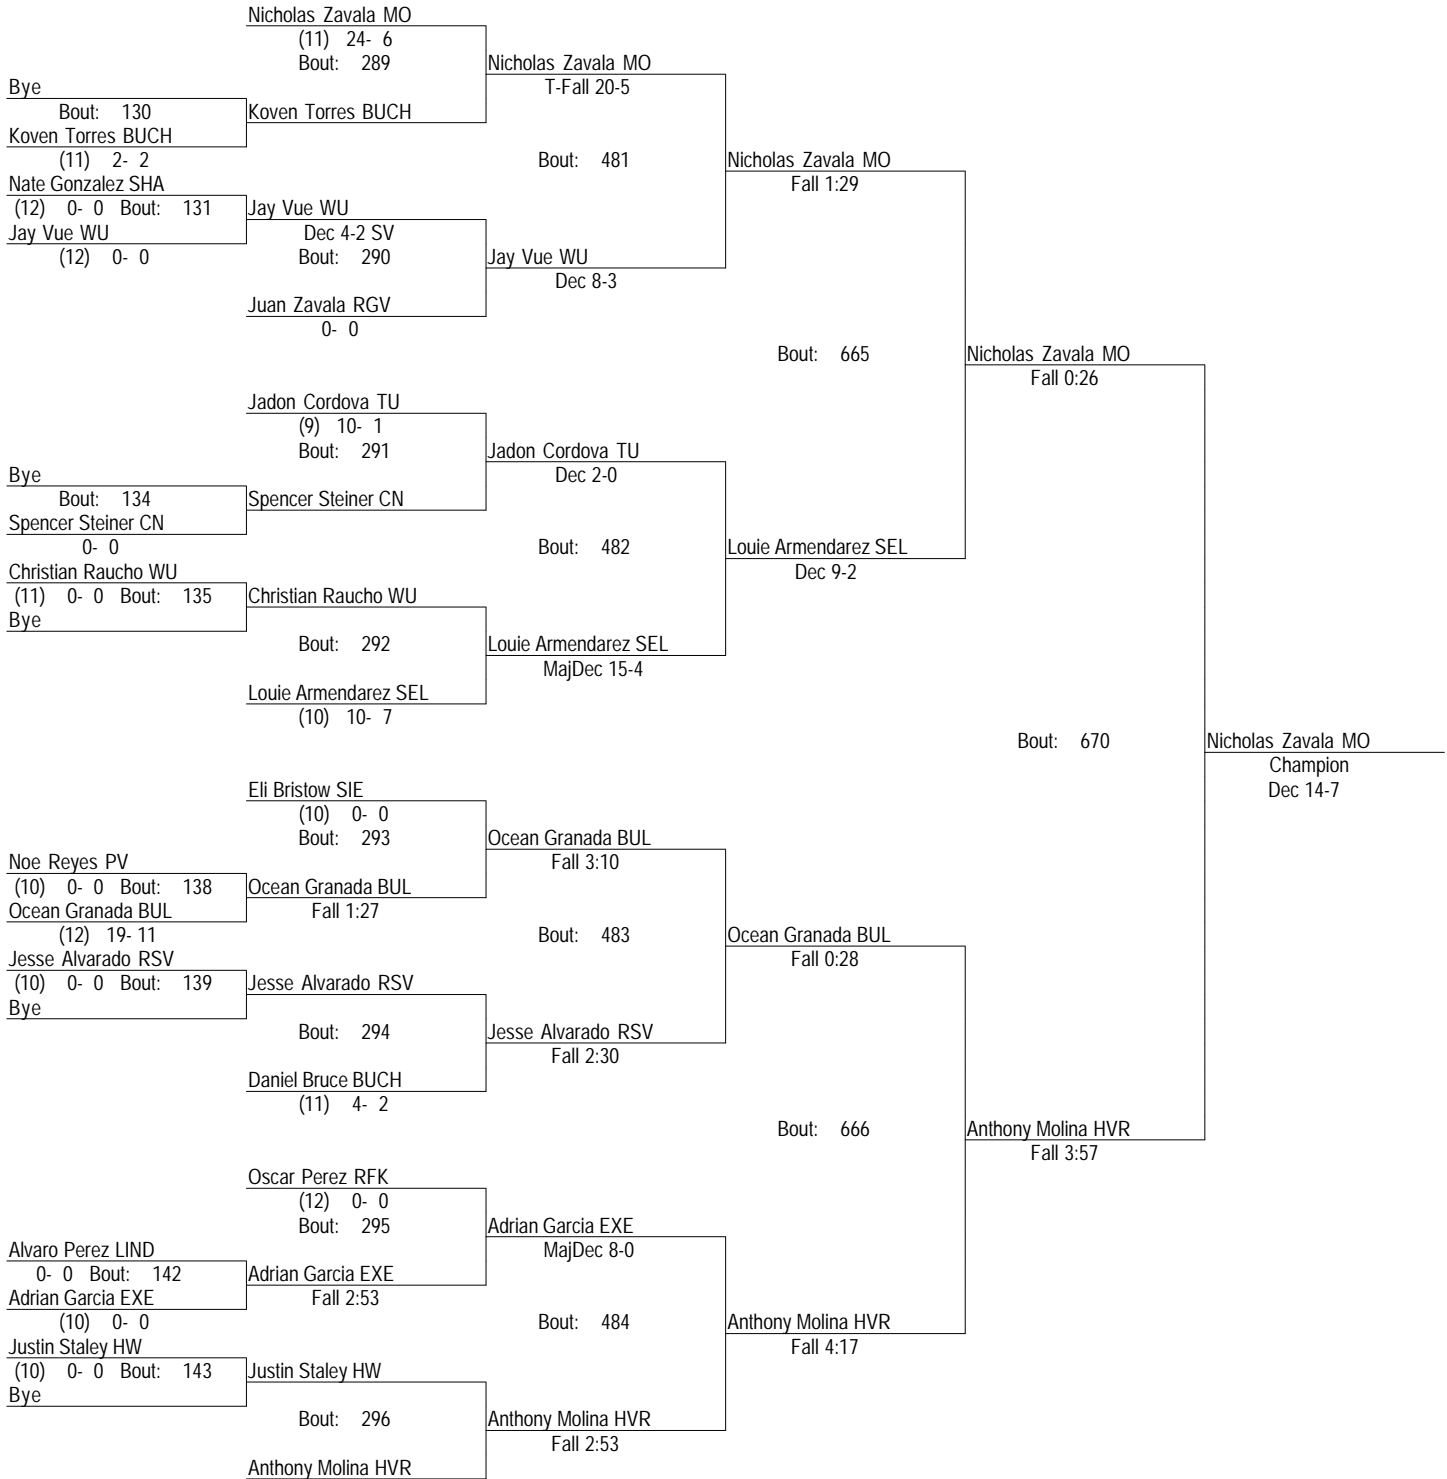 Nicholas Zavala MO
(11) 24- 6
Bout: 289
Nicholas Zavala MO
T-Fall 20-5
Bye
Bout: 130
Koven Torres BUCH
Koven Torres BUCH
(11) 2- 2
Bout: 481
Nicholas Zavala MO
Fall 1:29
Nate Gonzalez SHA
(12) 0- 0 Bout: 131
Jay Vue WU
Jay Vue WU
Dec 4-2 SV
(12) 0- 0
Bout: 290
Jay Vue WU
Dec 8-3
Juan Zavala RGV
0- 0
Bout: 665
Nicholas Zavala MO
Fall 0:26
Jadon Cordova TU
(9) 10- 1
Bout: 291
Jadon Cordova TU
Dec 2-0
Bye
Bout: 134
Spencer Steiner CN
Spencer Steiner CN
0- 0
Bout: 482
Louie Armendarez SEL
Dec 9-2
Christian Raucho WU
(11) 0- 0 Bout: 135
Christian Raucho WU
Bye
Bout: 292
Louie Armendarez SEL
MajDec 15-4
Louie Armendarez SEL
(10) 10- 7
Bout: 670
Nicholas Zavala MO
Champion
Dec 14-7
Eli Bristow SIE
(10) 0- 0
Bout: 293
Ocean Granada BUL
Fall 3:10
Noe Reyes PV
(10) 0- 0 Bout: 138
Ocean Granada BUL
Ocean Granada BUL
Fall 1:27
(12) 19- 11
Bout: 483
Ocean Granada BUL
Fall 0:28
Jesse Alvarado RSV
(10) 0- 0 Bout: 139
Jesse Alvarado RSV
Bye
Bout: 294
Jesse Alvarado RSV
Fall 2:30
Daniel Bruce BUCH
(11) 4- 2
Bout: 666
Anthony Molina HVR
Fall 3:57
Oscar Perez RFK
(12) 0- 0
Bout: 295
Adrian Garcia EXE
MajDec 8-0
Alvaro Perez LIND
0- 0 Bout: 142
Adrian Garcia EXE
Adrian Garcia EXE
Fall 2:53
(10) 0- 0
Bout: 484
Anthony Molina HVR
Fall 4:17
Justin Staley HW
(10) 0- 0 Bout: 143
Justin Staley HW
Bye
Bout: 296
Anthony Molina HVR
Fall 2:53
Anthony Molina HVR